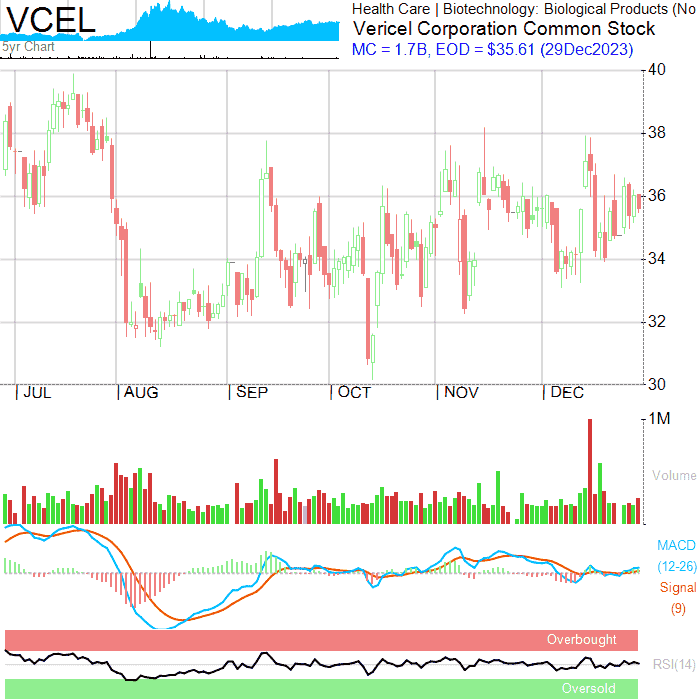 VCEL
5yr Chart
Health Care | Biotechnology: Biological Products (No
Vericel Corporation Common Stock
MC = 1.7B, EOD = $35.61 (29Dec2023)
40
38
36
34
32
30
JUL AUG SEP OCT NOV DEC
1M
Volume
MACD
(12-26)
Signal
(9)
Overbought
RSI(14)
Oversold